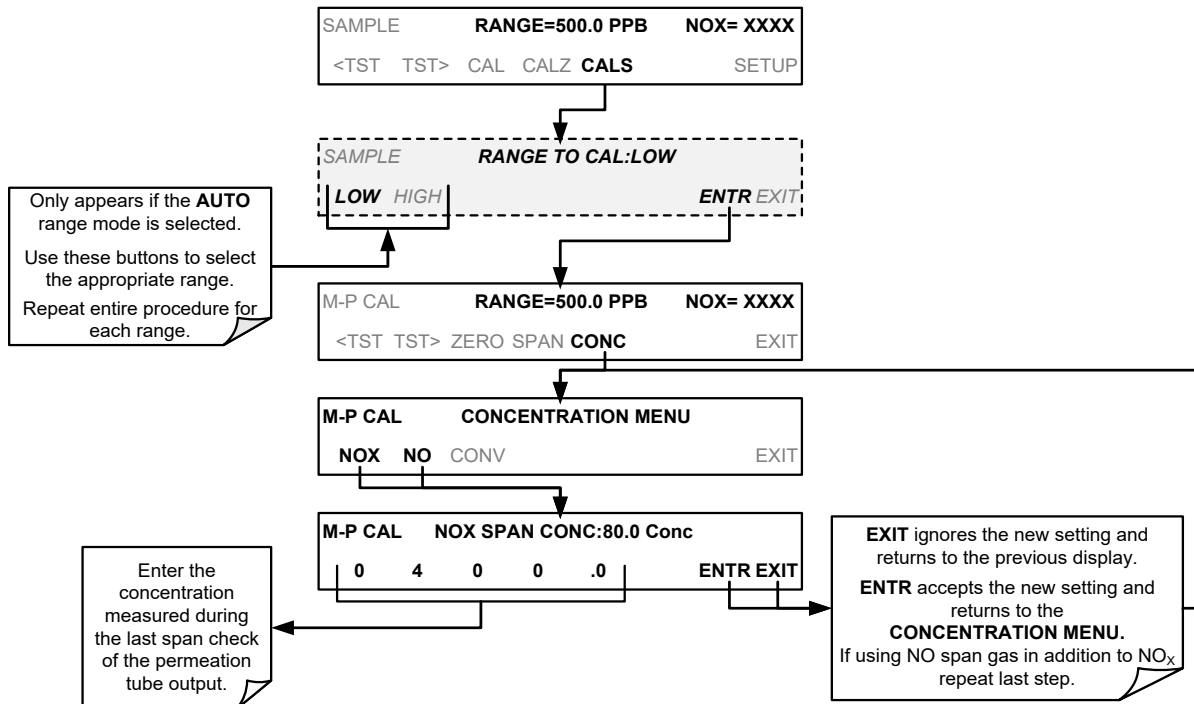 SAMPLE RANGE=500.0 PPB NOX= XXXX
<TST TST> CAL CALZ CALS SETUP
SAMPLE RANGE TO CAL:LOW
LOW HIGH ENTR EXIT
Only appears if the AUTO
range mode is selected.
Use these buttons to select
the appropriate range.
Repeat entire procedure for
each range.
M-P CAL RANGE=500.0 PPB NOX= XXXX
<TST TST> ZERO SPAN CONC EXIT
M-P CAL CONCENTRATION MENU
NOX NO CONV EXIT
M-P CAL NOX SPAN CONC:80.0 Conc
0 4 0 0 .0 ENTR EXIT
Enter the
concentration
measured during
the last span check
of the permeation
tube output.
EXIT ignores the new setting and
returns to the previous display.
ENTR accepts the new setting and
returns to the
CONCENTRATION MENU.
If using NO span gas in addition to NOX
repeat last step.